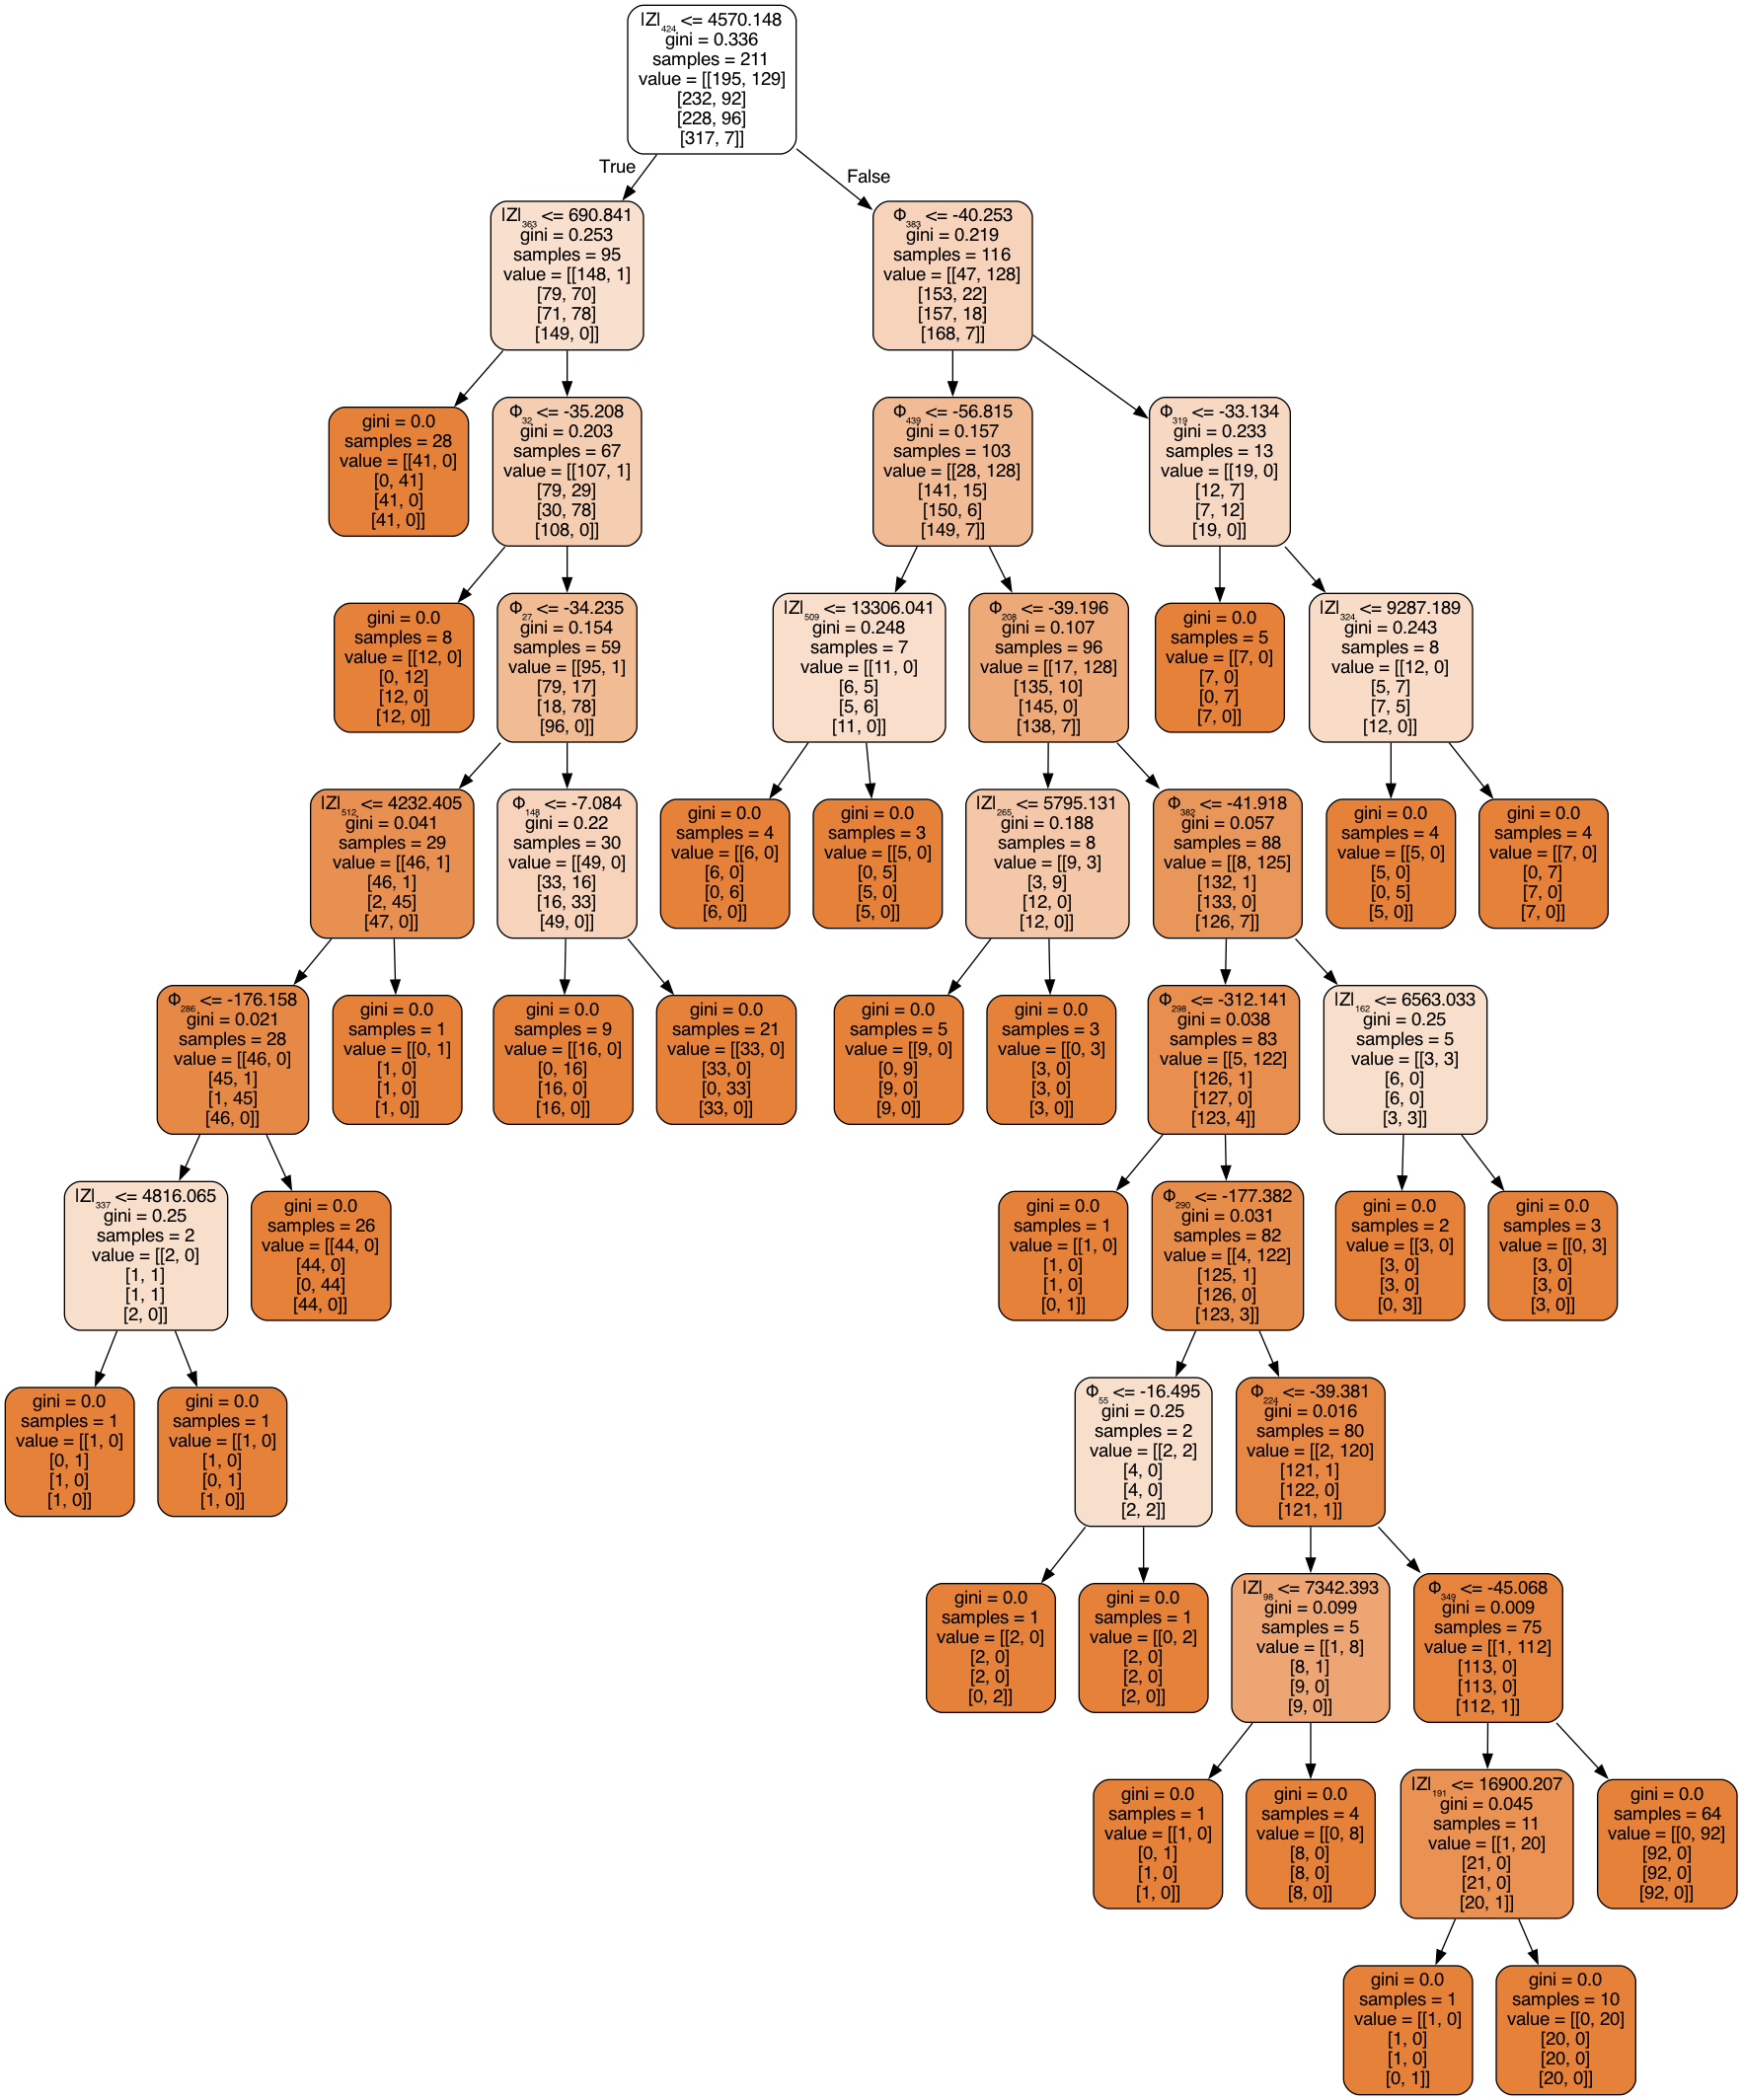 |Z|₄₂₄ <= 4570.148
gini = 0.336
samples = 211
value = [[195, 129]
[232, 92]
[228, 96]
[317, 7]]
True
False
|Z|₃₆₃ <= 690.841
gini = 0.253
samples = 95
value = [[148, 1]
[79, 70]
[71, 78]
[149, 0]]
Φ₃₈₃ <= -40.253
gini = 0.219
samples = 116
value = [[47, 128]
[153, 22]
[157, 18]
[168, 7]]
gini = 0.0
samples = 28
value = [[41, 0]
[0, 41]
[41, 0]
[41, 0]]
Φ₃₂ <= -35.208
gini = 0.203
samples = 67
value = [[107, 1]
[79, 29]
[30, 78]
[108, 0]]
Φ₄₃₉ <= -56.815
gini = 0.157
samples = 103
value = [[28, 128]
[141, 15]
[150, 6]
[149, 7]]
Φ₃₁₉ <= -33.134
gini = 0.233
samples = 13
value = [[19, 0]
[12, 7]
[7, 12]
[19, 0]]
gini = 0.0
samples = 8
value = [[12, 0]
[0, 12]
[12, 0]
[12, 0]]
Φ₂₇ <= -34.235
gini = 0.154
samples = 59
value = [[95, 1]
[79, 17]
[18, 78]
[96, 0]]
|Z|₅₀₉ <= 13306.041
gini = 0.248
samples = 7
value = [[11, 0]
[6, 5]
[5, 6]
[11, 0]]
Φ₂₀₈ <= -39.196
gini = 0.107
samples = 96
value = [[17, 128]
[135, 10]
[145, 0]
[138, 7]]
gini = 0.0
samples = 5
value = [[7, 0]
[7, 0]
[0, 7]
[7, 0]]
|Z|₃₂₄ <= 9287.189
gini = 0.243
samples = 8
value = [[12, 0]
[5, 7]
[7, 5]
[12, 0]]
|Z|₅₁₂ <= 4232.405
gini = 0.041
samples = 29
value = [[46, 1]
[46, 1]
[2, 45]
[47, 0]]
Φ₁₄₈ <= -7.084
gini = 0.22
samples = 30
value = [[49, 0]
[33, 16]
[16, 33]
[49, 0]]
gini = 0.0
samples = 4
value = [[6, 0]
[6, 0]
[0, 6]
[6, 0]]
gini = 0.0
samples = 3
value = [[5, 0]
[0, 5]
[5, 0]
[5, 0]]
|Z|₂₆₅ <= 5795.131
gini = 0.188
samples = 8
value = [[9, 3]
[3, 9]
[12, 0]
[12, 0]]
Φ₃₈₂ <= -41.918
gini = 0.057
samples = 88
value = [[8, 125]
[132, 1]
[133, 0]
[126, 7]]
gini = 0.0
samples = 4
value = [[5, 0]
[5, 0]
[0, 5]
[5, 0]]
gini = 0.0
samples = 4
value = [[7, 0]
[0, 7]
[7, 0]
[7, 0]]
Φ₂₈₆ <= -176.158
gini = 0.021
samples = 28
value = [[46, 0]
[45, 1]
[1, 45]
[46, 0]]
gini = 0.0
samples = 1
value = [[0, 1]
[1, 0]
[1, 0]
[1, 0]]
gini = 0.0
samples = 9
value = [[16, 0]
[0, 16]
[16, 0]
[16, 0]]
gini = 0.0
samples = 21
value = [[33, 0]
[33, 0]
[0, 33]
[33, 0]]
gini = 0.0
samples = 5
value = [[9, 0]
[0, 9]
[9, 0]
[9, 0]]
gini = 0.0
samples = 3
value = [[0, 3]
[3, 0]
[3, 0]
[3, 0]]
Φ₂₉₈ <= -312.141
gini = 0.038
samples = 83
value = [[5, 122]
[126, 1]
[127, 0]
[123, 4]]
|Z|₁₆₂ <= 6563.033
gini = 0.25
samples = 5
value = [[3, 3]
[6, 0]
[6, 0]
[3, 3]]
|Z|₃₃₇ <= 4816.065
gini = 0.25
samples = 2
value = [[2, 0]
[1, 1]
[1, 1]
[2, 0]]
gini = 0.0
samples = 26
value = [[44, 0]
[44, 0]
[0, 44]
[44, 0]]
gini = 0.0
samples = 1
value = [[1, 0]
[1, 0]
[1, 0]
[0, 1]]
Φ₂₉₀ <= -177.382
gini = 0.031
samples = 82
value = [[4, 122]
[125, 1]
[126, 0]
[123, 3]]
gini = 0.0
samples = 2
value = [[3, 0]
[3, 0]
[3, 0]
[0, 3]]
gini = 0.0
samples = 3
value = [[0, 3]
[3, 0]
[3, 0]
[3, 0]]
gini = 0.0
samples = 1
value = [[1, 0]
[0, 1]
[1, 0]
[1, 0]]
gini = 0.0
samples = 1
value = [[1, 0]
[1, 0]
[0, 1]
[1, 0]]
Φ₅₅ <= -16.495
gini = 0.25
samples = 2
value = [[2, 2]
[4, 0]
[4, 0]
[2, 2]]
Φ₂₂₄ <= -39.381
gini = 0.016
samples = 80
value = [[2, 120]
[121, 1]
[122, 0]
[121, 1]]
gini = 0.0
samples = 1
value = [[2, 0]
[2, 0]
[2, 0]
[0, 2]]
gini = 0.0
samples = 1
value = [[0, 2]
[2, 0]
[2, 0]
[2, 0]]
|Z|₉₈ <= 7342.393
gini = 0.099
samples = 5
value = [[1, 8]
[8, 1]
[9, 0]
[9, 0]]
Φ₃₄₉ <= -45.068
gini = 0.009
samples = 75
value = [[1, 112]
[113, 0]
[113, 0]
[112, 1]]
gini = 0.0
samples = 1
value = [[1, 0]
[0, 1]
[1, 0]
[1, 0]]
gini = 0.0
samples = 4
value = [[0, 8]
[8, 0]
[8, 0]
[8, 0]]
|Z|₁₉₁ <= 16900.207
gini = 0.045
samples = 11
value = [[1, 20]
[21, 0]
[21, 0]
[20, 1]]
gini = 0.0
samples = 64
value = [[0, 92]
[92, 0]
[92, 0]
[92, 0]]
gini = 0.0
samples = 1
value = [[1, 0]
[1, 0]
[1, 0]
[0, 1]]
gini = 0.0
samples = 10
value = [[0, 20]
[20, 0]
[20, 0]
[20, 0]]